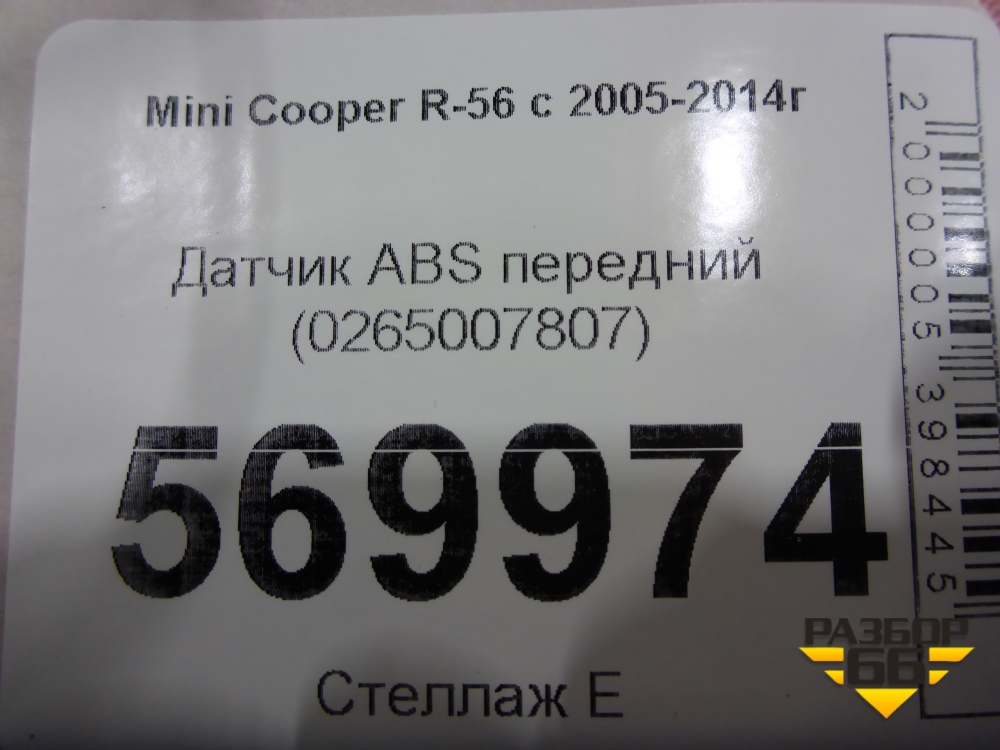 Mini Cooper R-56 с 2005-2014г
Датчик ABS передний
(0265007807)
569974
Стеллаж Е
2000005398445
РАЗБОР
66